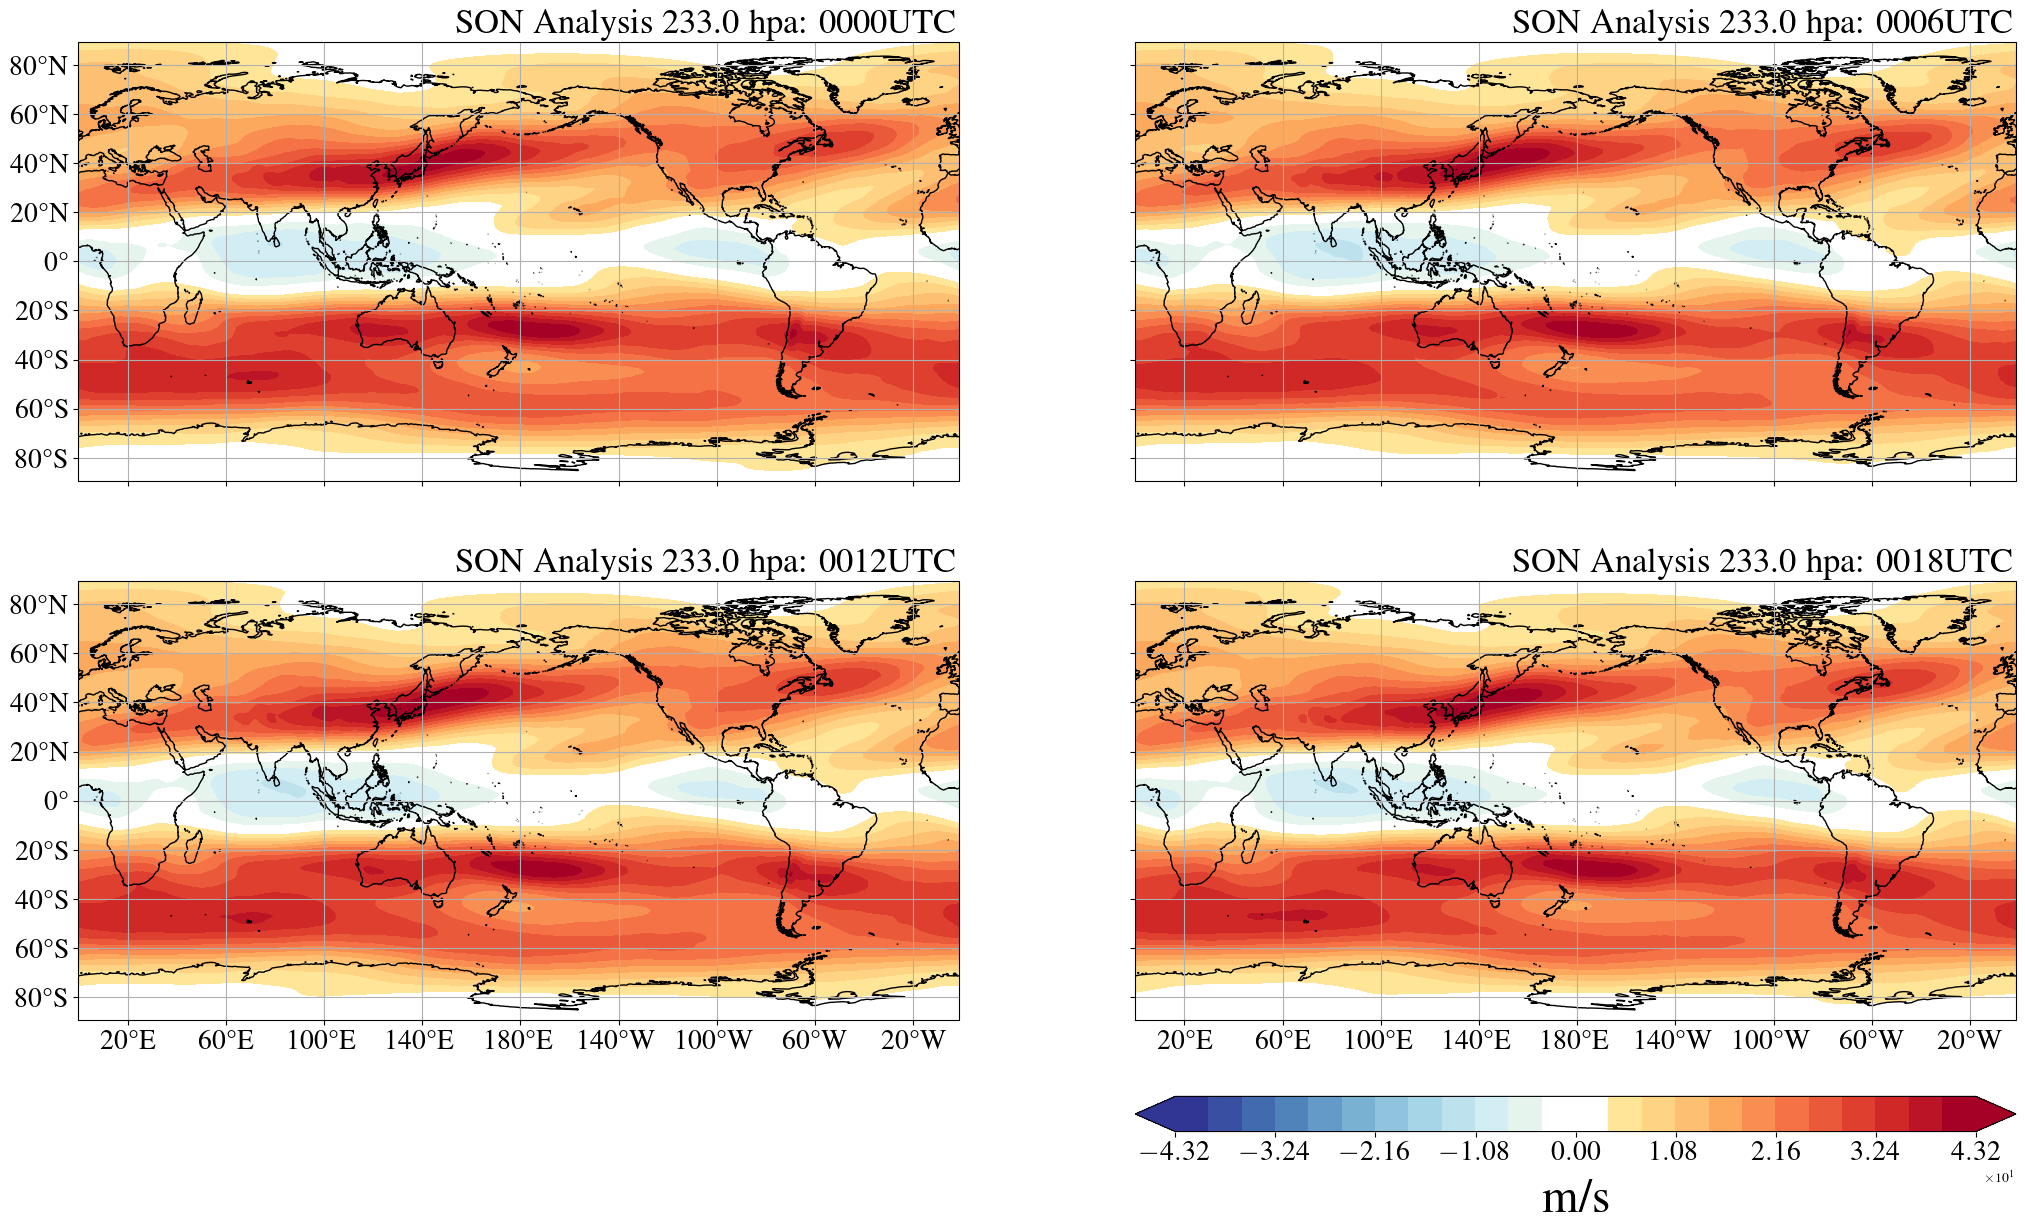 SON Analysis 233.0 hpa: 0000UTC
SON Analysis 233.0 hpa: 0006UTC
80°N
60°N
40°N
20°N
0°
20°S
40°S
60°S
80°S
SON Analysis 233.0 hpa: 0012UTC
SON Analysis 233.0 hpa: 0018UTC
80°N
60°N
40°N
20°N
0°
20°S
40°S
60°S
80°S
20°E 60°E 100°E 140°E 180°E 140°W 100°W 60°W 20°W
20°E 60°E 100°E 140°E 180°E 140°W 100°W 60°W 20°W
−4.32 −3.24 −2.16 −1.08 0.00 1.08 2.16 3.24 4.32
×10¹
m/s